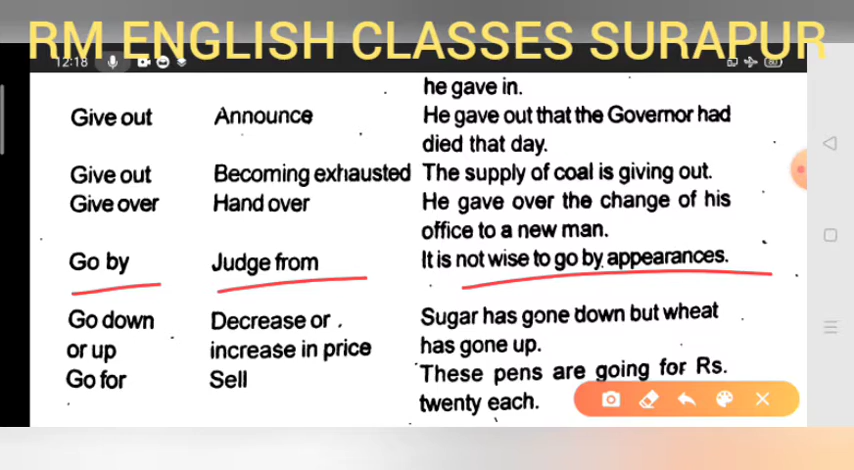 RM ENGLISH CLASSES SURAPUR
12:18
he gave in.
Give out Announce He gave out that the Governor had
died that day.
Give out Becoming exhausted The supply of coal is giving out.
Give over Hand over He gave over the change of his
office to a new man.
Go by Judge from It is not wise to go by appearances.
Go down Decrease or Sugar has gone down but wheat
or up increase in price has gone up.
Go for Sell These pens are going for Rs.
twenty each.